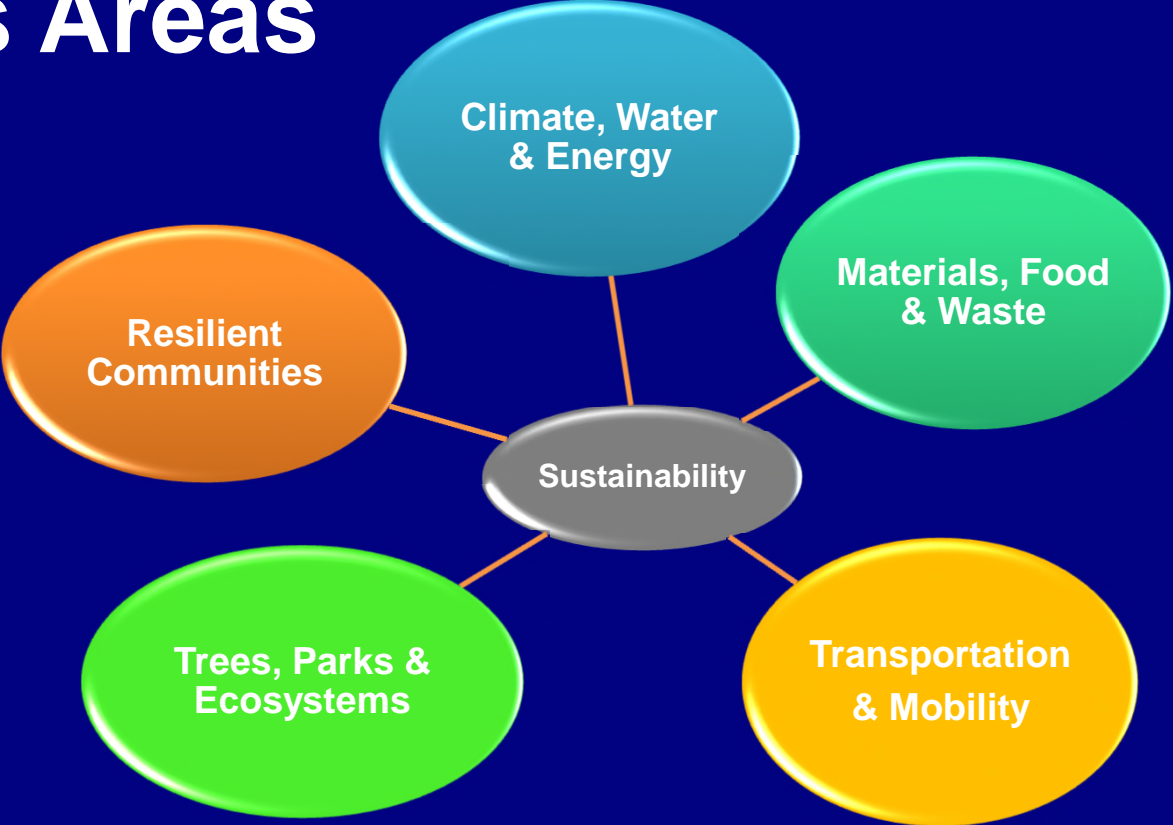 s Areas
Climate, Water
& Energy
Materials, Food
& Waste
Resilient
Communities
Sustainability
Trees, Parks &
Ecosystems
Transportation
& Mobility